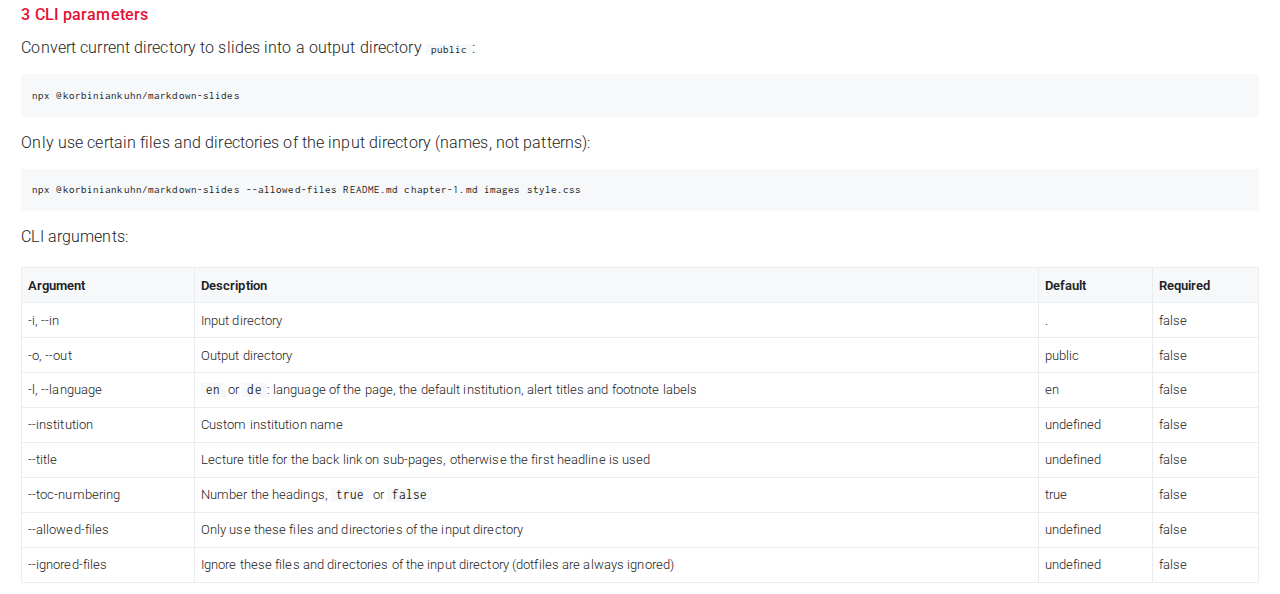 3 CLI parameters
Convert current directory to slides into a output directory public :
npx @korbiniankuhn/markdown-slides
Only use certain files and directories of the input directory (names, not patterns):
npx @korbiniankuhn/markdown-slides --allowed-files README.md chapter-1.md images style.css
CLI arguments:
Argument Description Default Required
-i, --in Input directory . false
-o, --out Output directory public false
-l, --language en or de : language of the page, the default institution, alert titles and footnote labels en false
--institution Custom institution name undefined false
--title Lecture title for the back link on sub-pages, otherwise the first headline is used undefined false
--toc-numbering Number the headings, true or false true false
--allowed-files Only use these files and directories of the input directory undefined false
--ignored-files Ignore these files and directories of the input directory (dotfiles are always ignored) undefined false